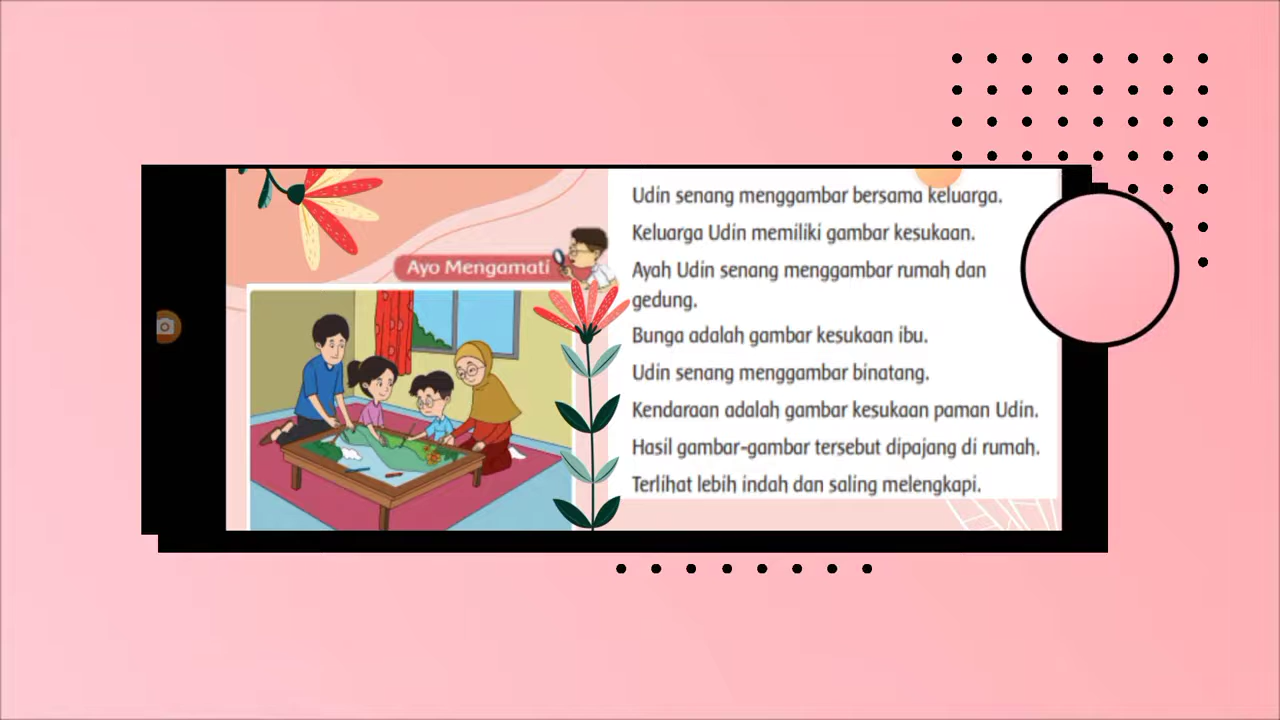 Ayo Mengamati
Udin senang menggambar bersama keluarga.
Keluarga Udin memiliki gambar kesukaan.
Ayah Udin senang menggambar rumah dan
gedung.
Bunga adalah gambar kesukaan ibu.
Udin senang menggambar binatang.
Kendaraan adalah gambar kesukaan paman Udin.
Hasil gambar-gambar tersebut dipajang di rumah.
Terlihat lebih indah dan saling melengkapi.